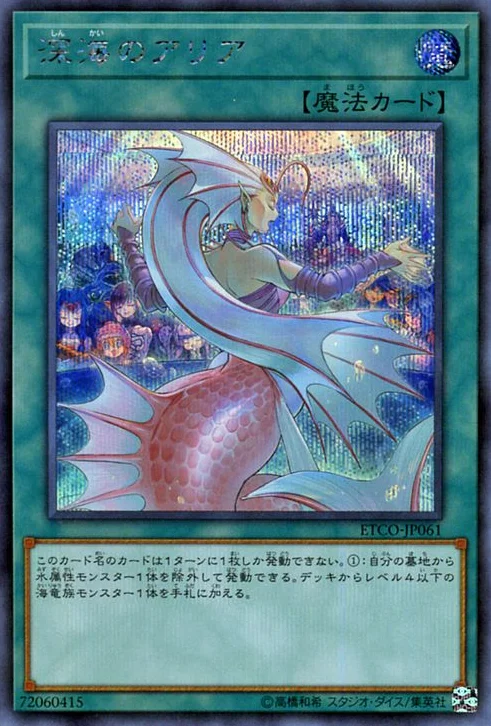 深海のアリア
魔
【魔法カード】
ETCO-JP061
このカード名のカードは1ターンに1枚しか発動できない。①:自分の墓地から
水属性モンスター1体を除外して発動できる。デッキからレベル4以下の
海竜族モンスター1体を手札に加える。
72060415
©高橋和希 スタジオ・ダイス/集英社